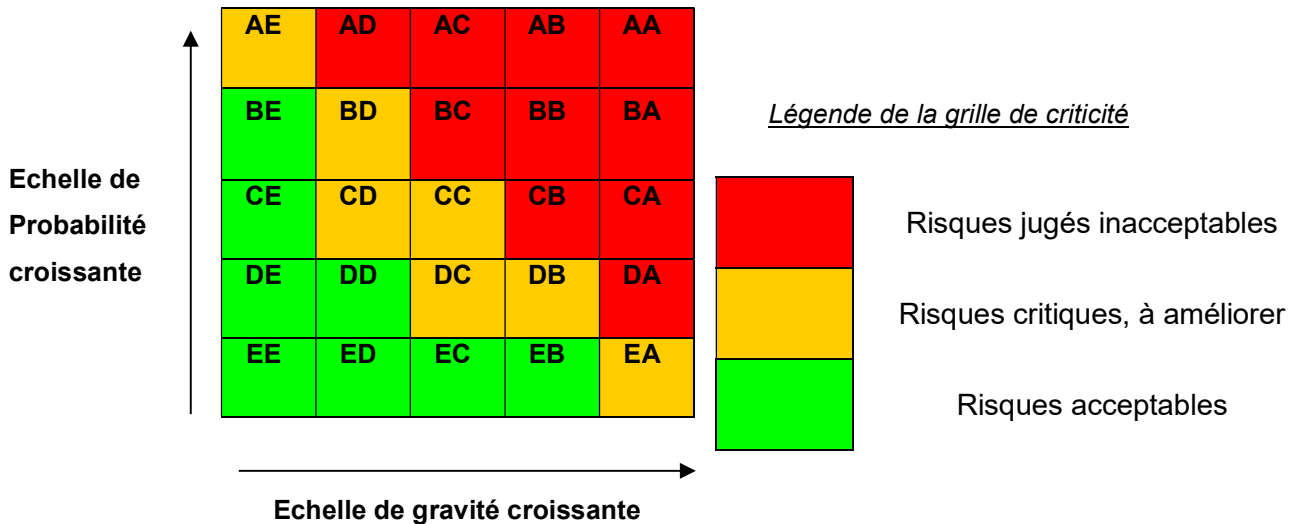 AE AD AC AB AA
BE BD BC BB BA
Légende de la grille de criticité
Echelle de
Probabilité
croissante
CE CD CC CB CA
Risques jugés inacceptables
DE DD DC DB DA
Risques critiques, à améliorer
EE ED EC EB EA
Risques acceptables
Echelle de gravité croissante